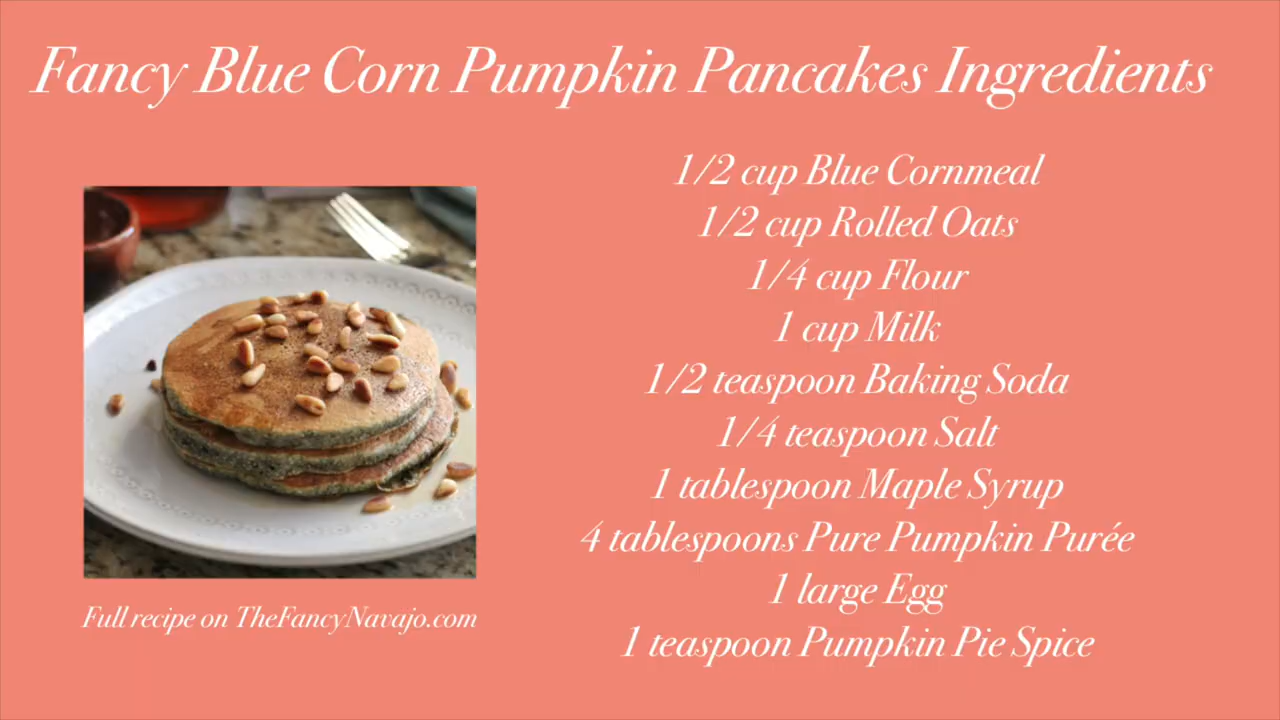 Fancy Blue Corn Pumpkin Pancakes Ingredients
1/2 cup Blue Cornmeal
1/2 cup Rolled Oats
1/4 cup Flour
1 cup Milk
1/2 teaspoon Baking Soda
1/4 teaspoon Salt
1 tablespoon Maple Syrup
4 tablespoons Pure Pumpkin Purée
1 large Egg
1 teaspoon Pumpkin Pie Spice
Full recipe on TheFancyNavajo.com